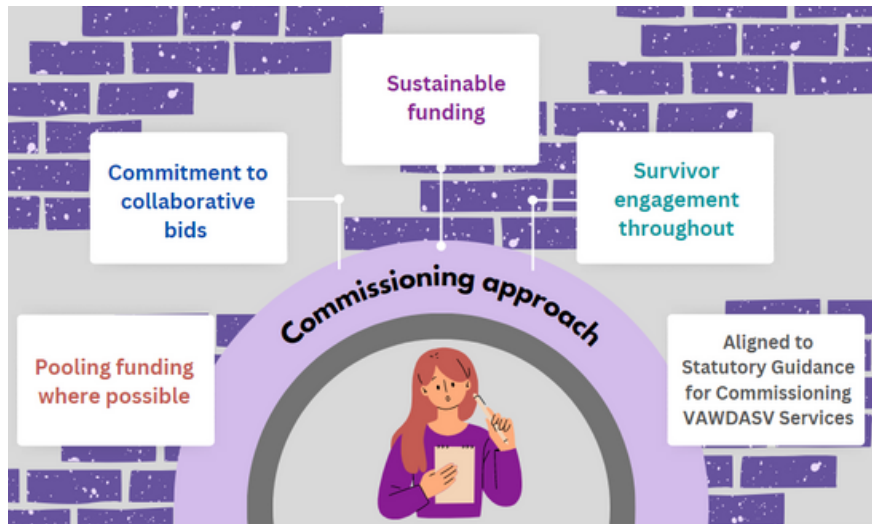 Sustainable
funding
Commitment to
collaborative
bids
Survivor
engagement
throughout
Commissioning approach
Pooling funding
where possible
Aligned to
Statutory Guidance
for Commissioning
VAWDASV Services